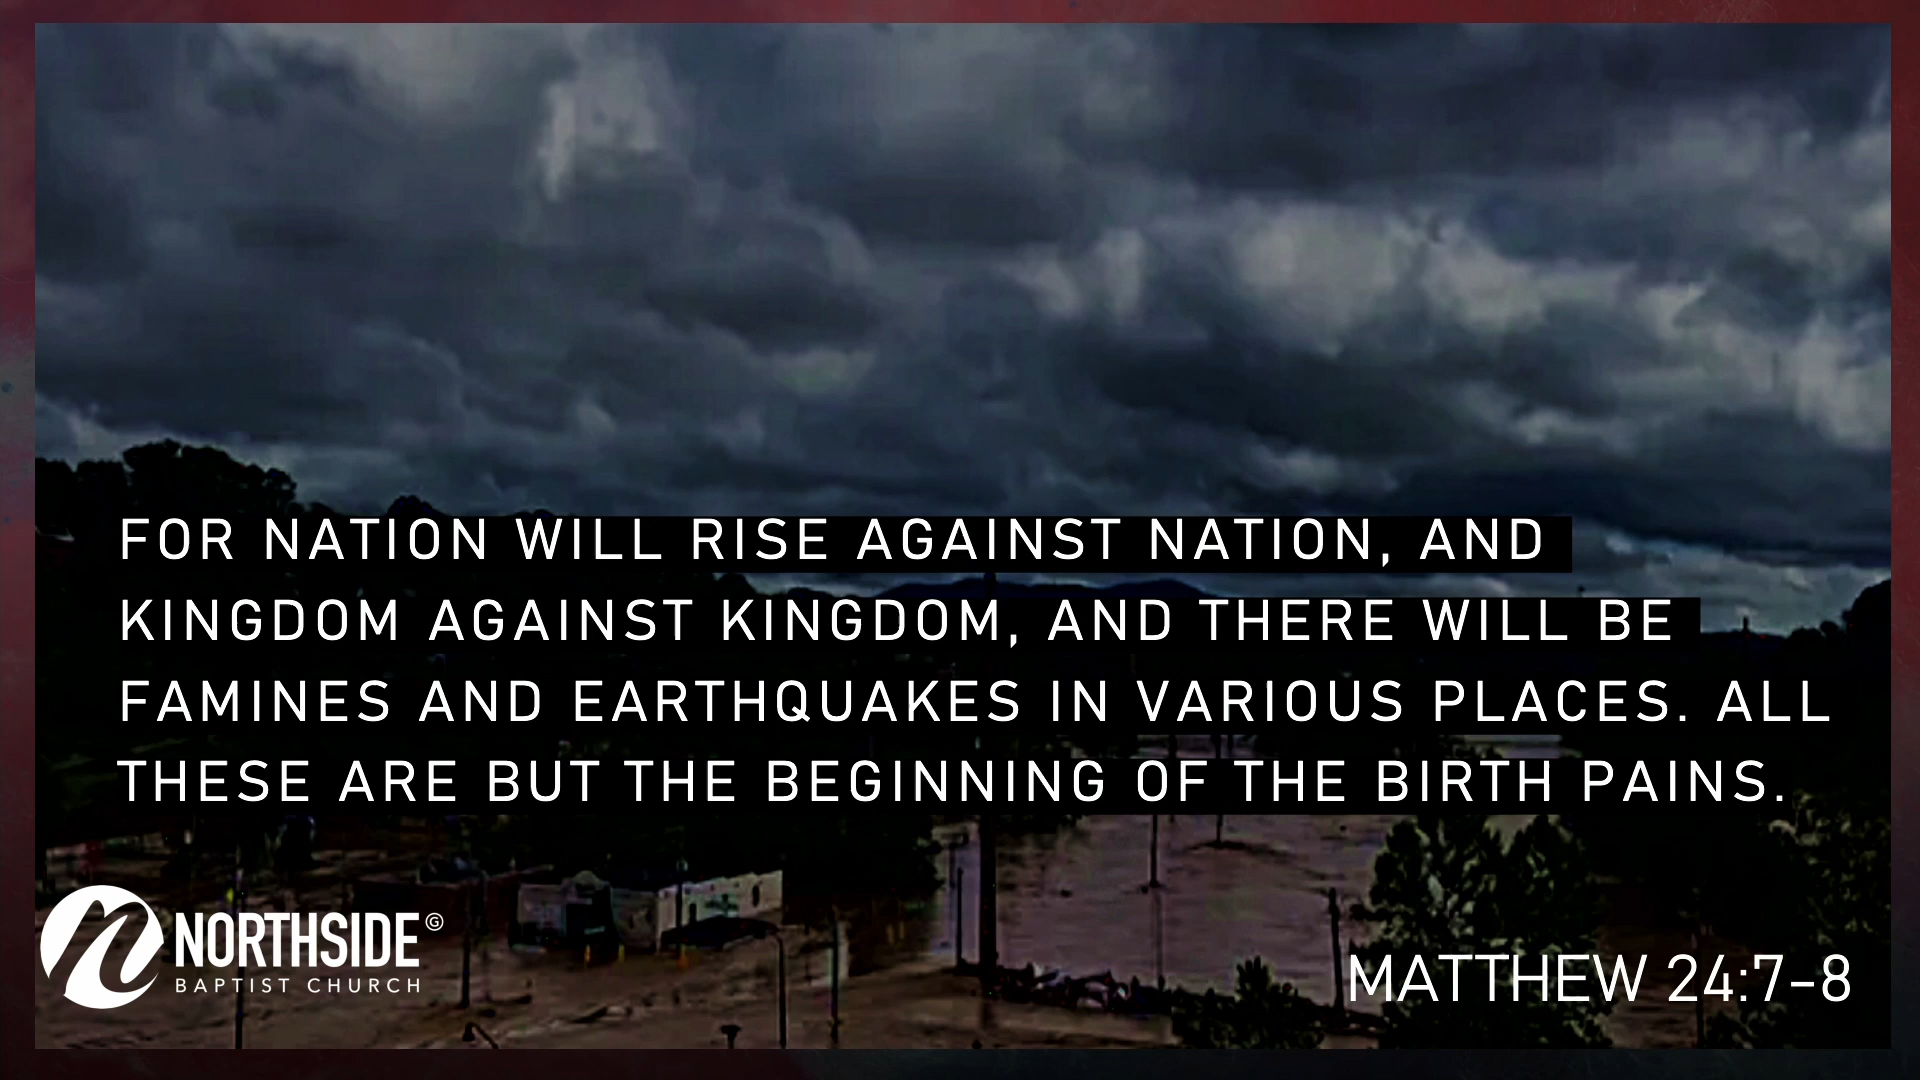 FOR NATION WILL RISE AGAINST NATION, AND
KINGDOM AGAINST KINGDOM, AND THERE WILL BE
FAMINES AND EARTHQUAKES IN VARIOUS PLACES. ALL
THESE ARE BUT THE BEGINNING OF THE BIRTH PAINS.
NORTHSIDE G
BAPTIST CHURCH
MATTHEW 24:7-8